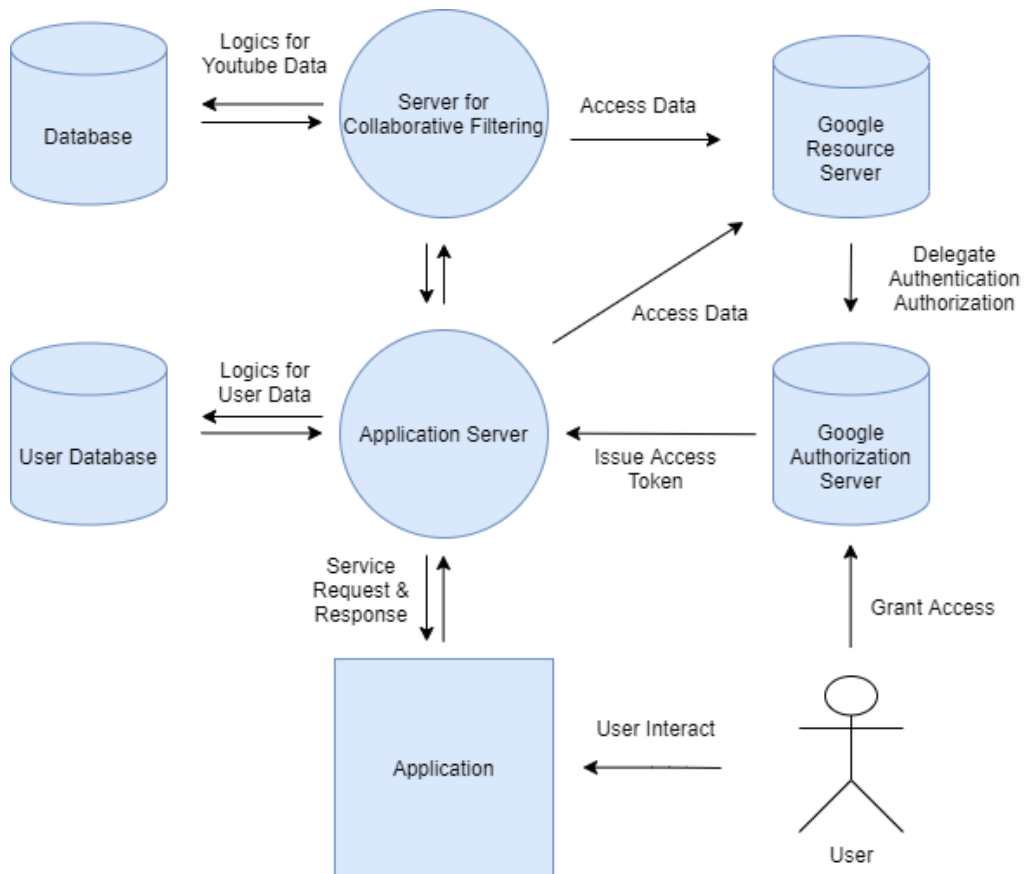 Logics for
Youtube Data
Database
Server for
Collaborative Filtering
Access Data
Google
Resource
Server
Delegate
Authentication
Authorization
Access Data
Logics for
User Data
User Database
Application Server
Issue Access
Token
Google
Authorization
Server
Service
Request &
Response
Grant Access
User Interact
Application
User